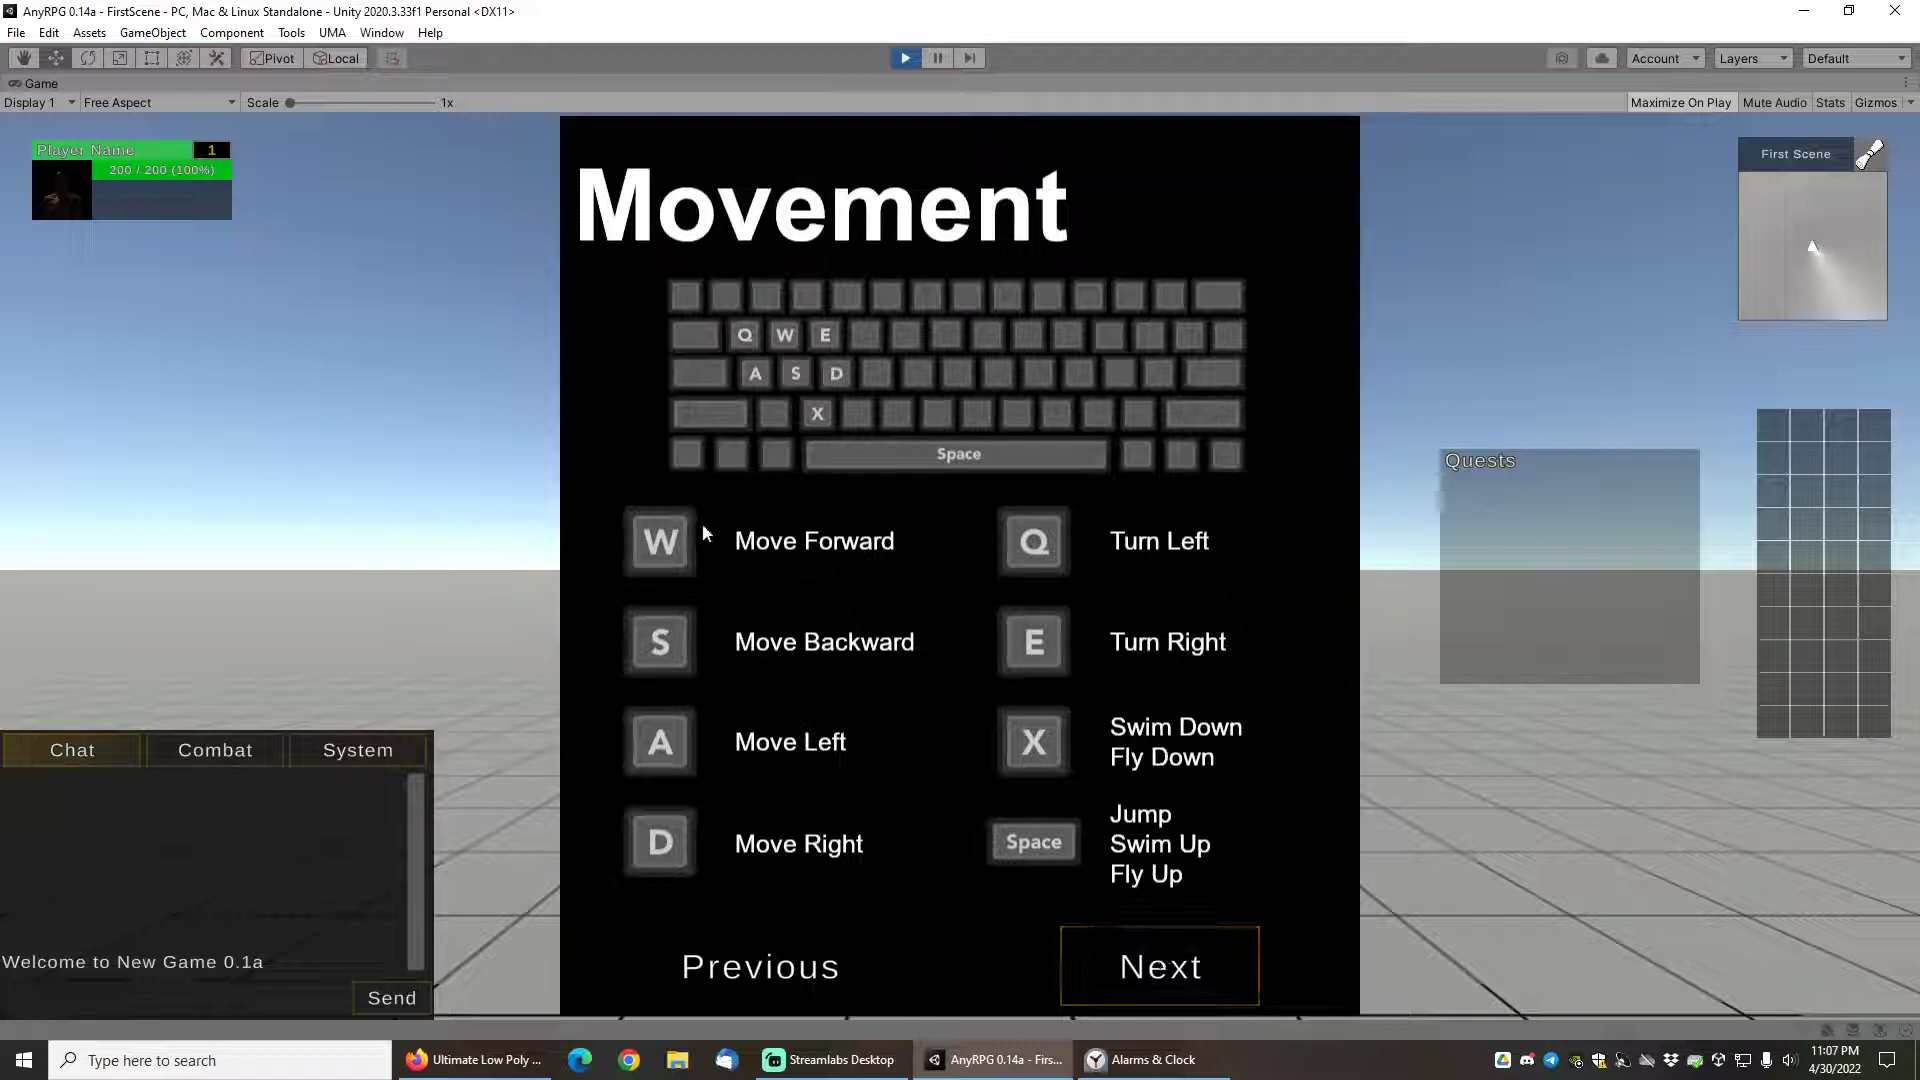 AnyRPG 0.14a - FirstScene - PC, Mac & Linux Standalone - Unity 2020.3.33f1 Personal <DX11>
File Edit Assets GameObject Component Tools UMA Window Help
Pivot Local Account Layers Default
Game
Display 1 Free Aspect Scale 1x Maximize On Play Mute Audio Stats Gizmos
Player Name 1
200 / 200 (100%)
First Scene
Movement
Q W E
A S D
X
Space
W Move Forward Q Turn Left
S Move Backward E Turn Right
A Move Left X Swim Down
Fly Down
D Move Right Space Jump
Swim Up
Fly Up
Previous Next
Quests
Chat Combat System
Welcome to New Game 0.1a
Send
Type here to search
Ultimate Low Poly ...
Streamlabs Desktop
AnyRPG 0.14a - Firs...
Alarms & Clock
11:07 PM
4/30/2022